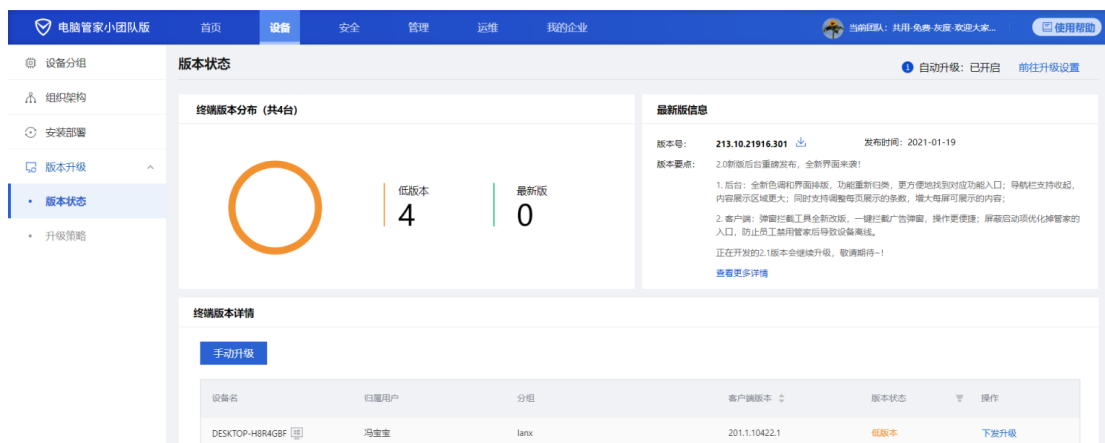 电脑管家小团队版 首页 设备 安全 管理 运维 我的企业 当前团队：共用-免费-灰度-欢迎大家... 使用帮助
设备分组
组织架构
安装部署
版本升级
版本状态
升级策略
版本状态 自动升级：已开启 前往升级设置
终端版本分布（共4台）
低版本
4
最新版
0
最新版信息
版本号： 213.10.21916.301 发布时间：2021-01-19
版本要点： 2.0新版后台重磅发布，全新界面来袭！
1. 后台：全新色调和界面排版，功能重新归类，更方便地找到对应功能入口；导航栏支持收起，
内容展示区域更大；同时支持调整每页展示的条数，增大每屏可展示的内容；
2. 客户端：弹窗拦截工具全新改版，一键拦截广告弹窗，操作更便捷；屏蔽启动项优化掉管家的
入口，防止员工禁用管家后导致设备离线。
正在开发的2.1版本会继续升级，敬请期待~！
查看更多详情
终端版本详情
手动升级
设备名 归属用户 分组 客户端版本 版本状态 操作
DESKTOP-H8R4GBF 冯宝宝 lanx 201.1.10422.1 低版本 下发升级